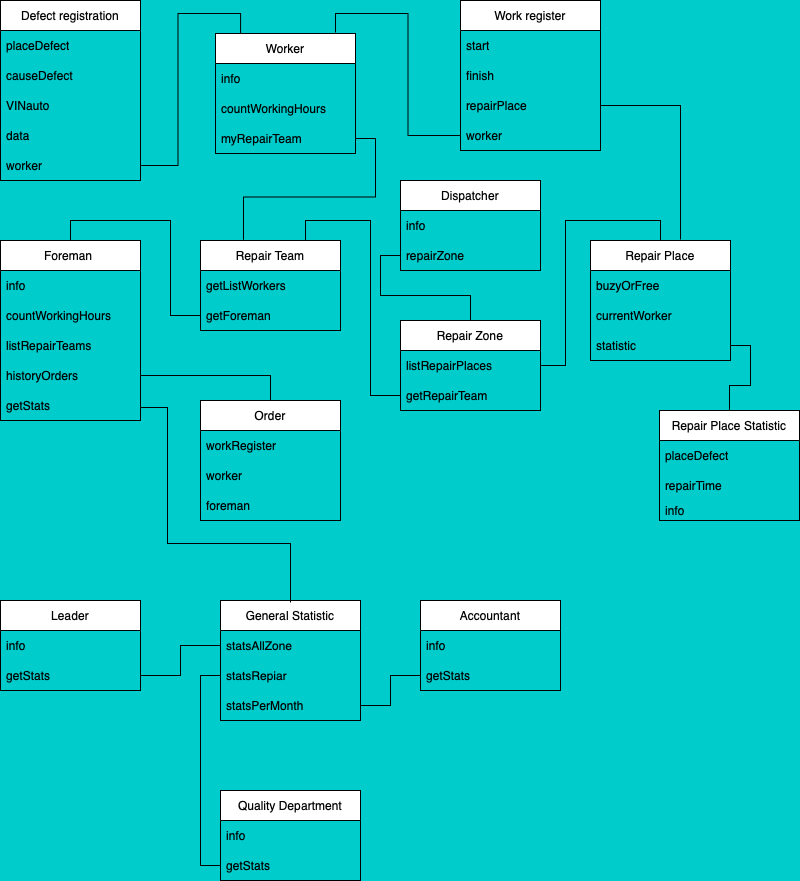 Defect registration
placeDefect
causeDefect
VINauto
data
worker
Worker
info
countWorkingHours
myRepairTeam
Work register
start
finish
repairPlace
worker
Dispatcher
info
repairZone
Foreman
info
countWorkingHours
listRepairTeams
historyOrders
getStats
Repair Team
getListWorkers
getForeman
Repair Place
buzyOrFree
currentWorker
statistic
Repair Zone
listRepairPlaces
getRepairTeam
Order
workRegister
worker
foreman
Repair Place Statistic
placeDefect
repairTime
info
Leader
info
getStats
General Statistic
statsAllZone
statsRepiar
statsPerMonth
Accountant
info
getStats
Quality Department
info
getStats